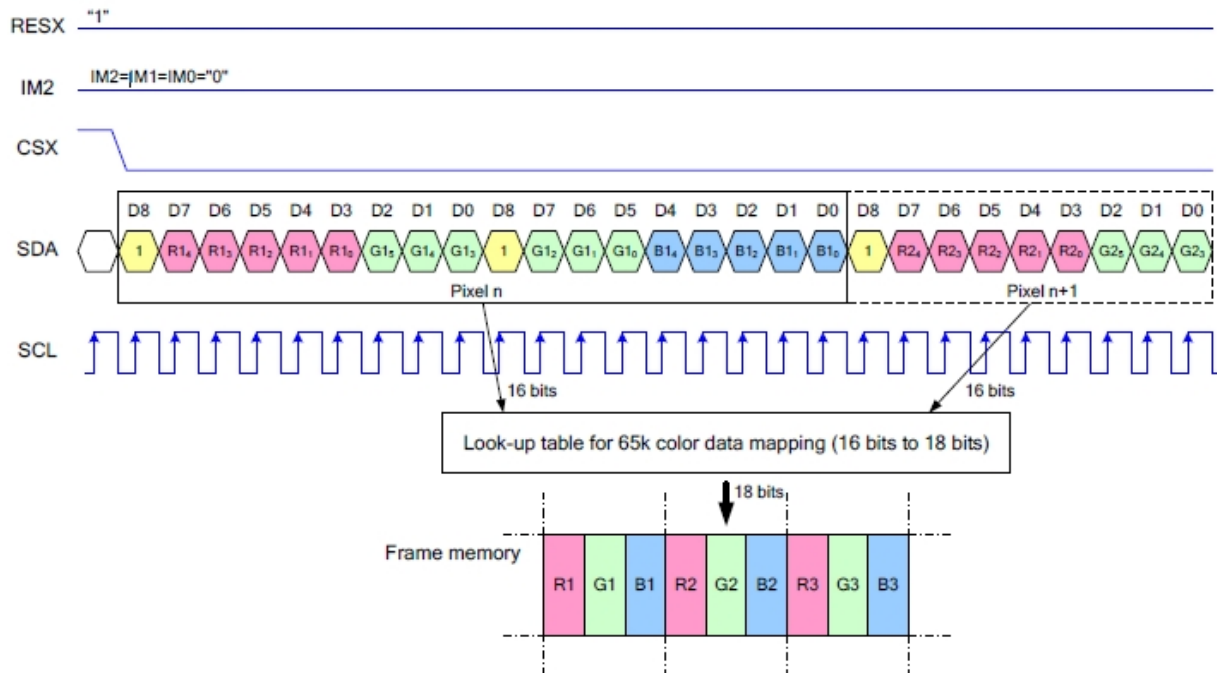 RESX "1"
IM2 IM2=IM1=IM0="0"
CSX
D8 D7 D6 D5 D4 D3 D2 D1 D0 D8 D7 D6 D5 D4 D3 D2 D1 D0 D8 D7 D6 D5 D4 D3 D2 D1 D0
SDA 1 R1₄ R1₃ R1₂ R1₁ R1₀ G1₅ G1₄ G1₃ 1 G1₂ G1₁ G1₀ B1₄ B1₃ B1₂ B1₁ B1₀ 1 R2₄ R2₃ R2₂ R2₁ R2₀ G2₅ G2₄ G2₃
Pixel n Pixel n+1
SCL
16 bits 16 bits
Look-up table for 65k color data mapping (16 bits to 18 bits)
18 bits
Frame memory
R1 G1 B1 R2 G2 B2 R3 G3 B3